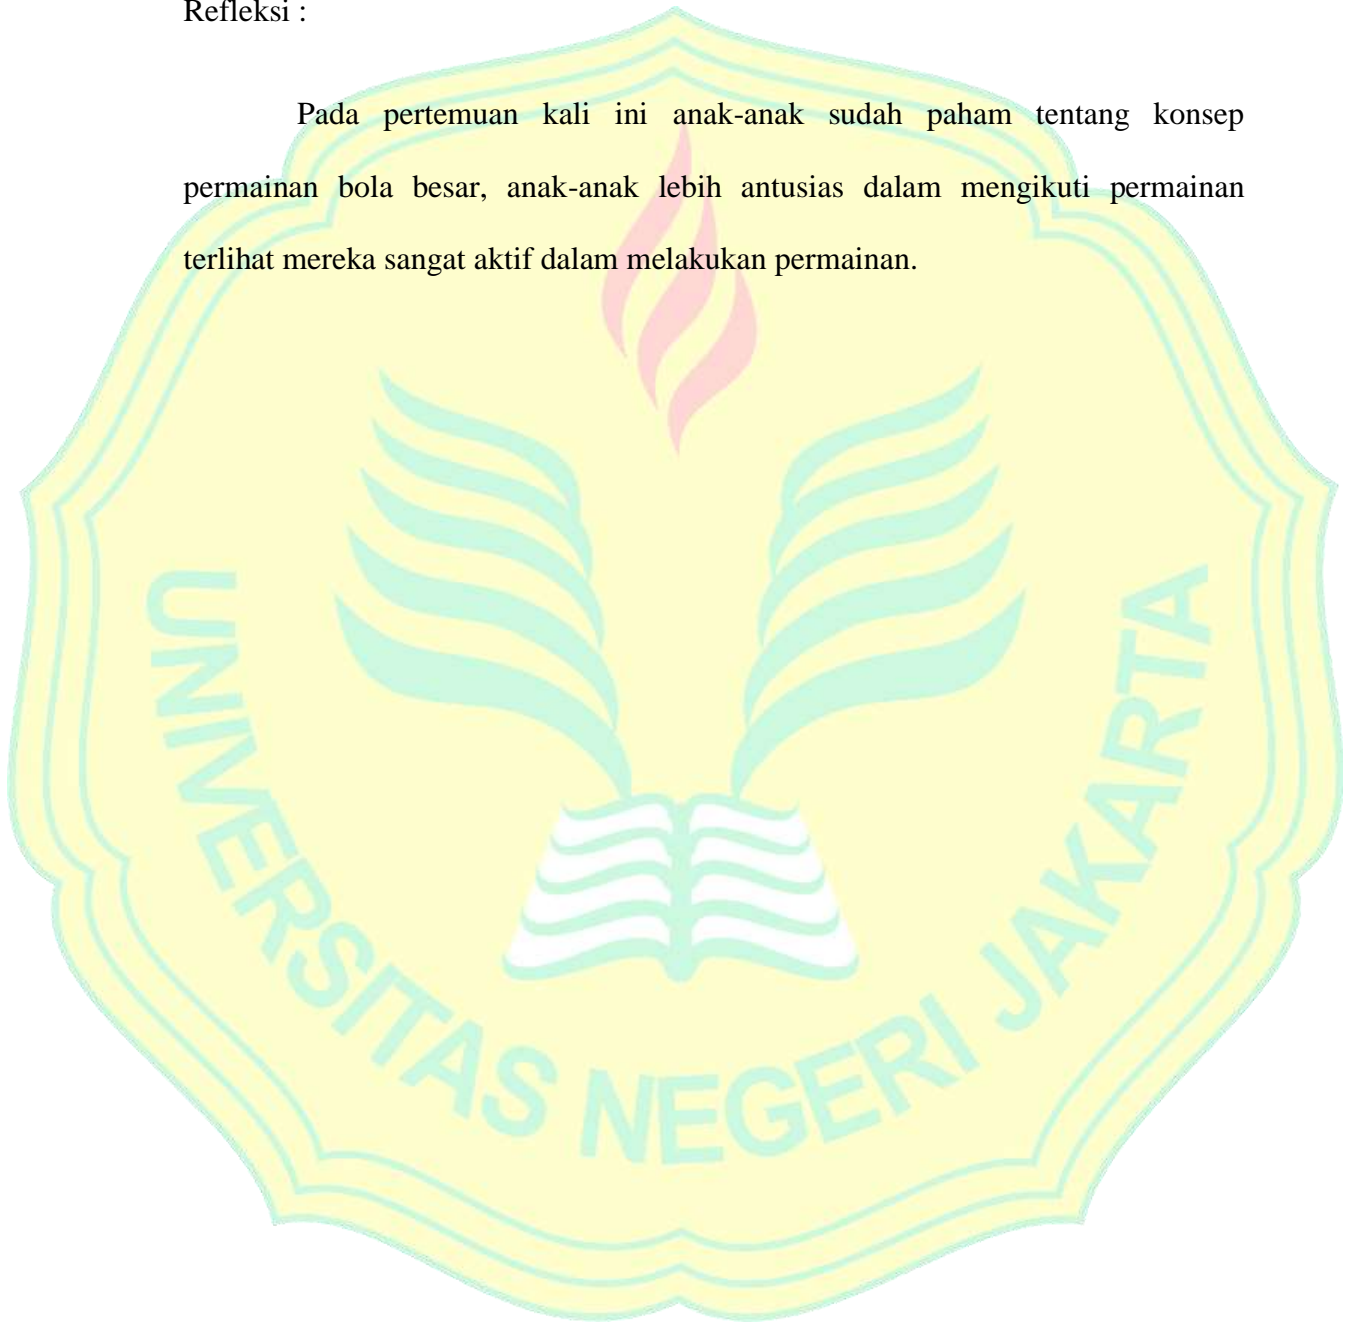 Refleksi :
Pada pertemuan kali ini anak-anak sudah paham tentang konsep
permainan bola besar, anak-anak lebih antusias dalam mengikuti permainan
terlihat mereka sangat aktif dalam melakukan permainan.
UNIVERSITAS NEGERI JAKARTA